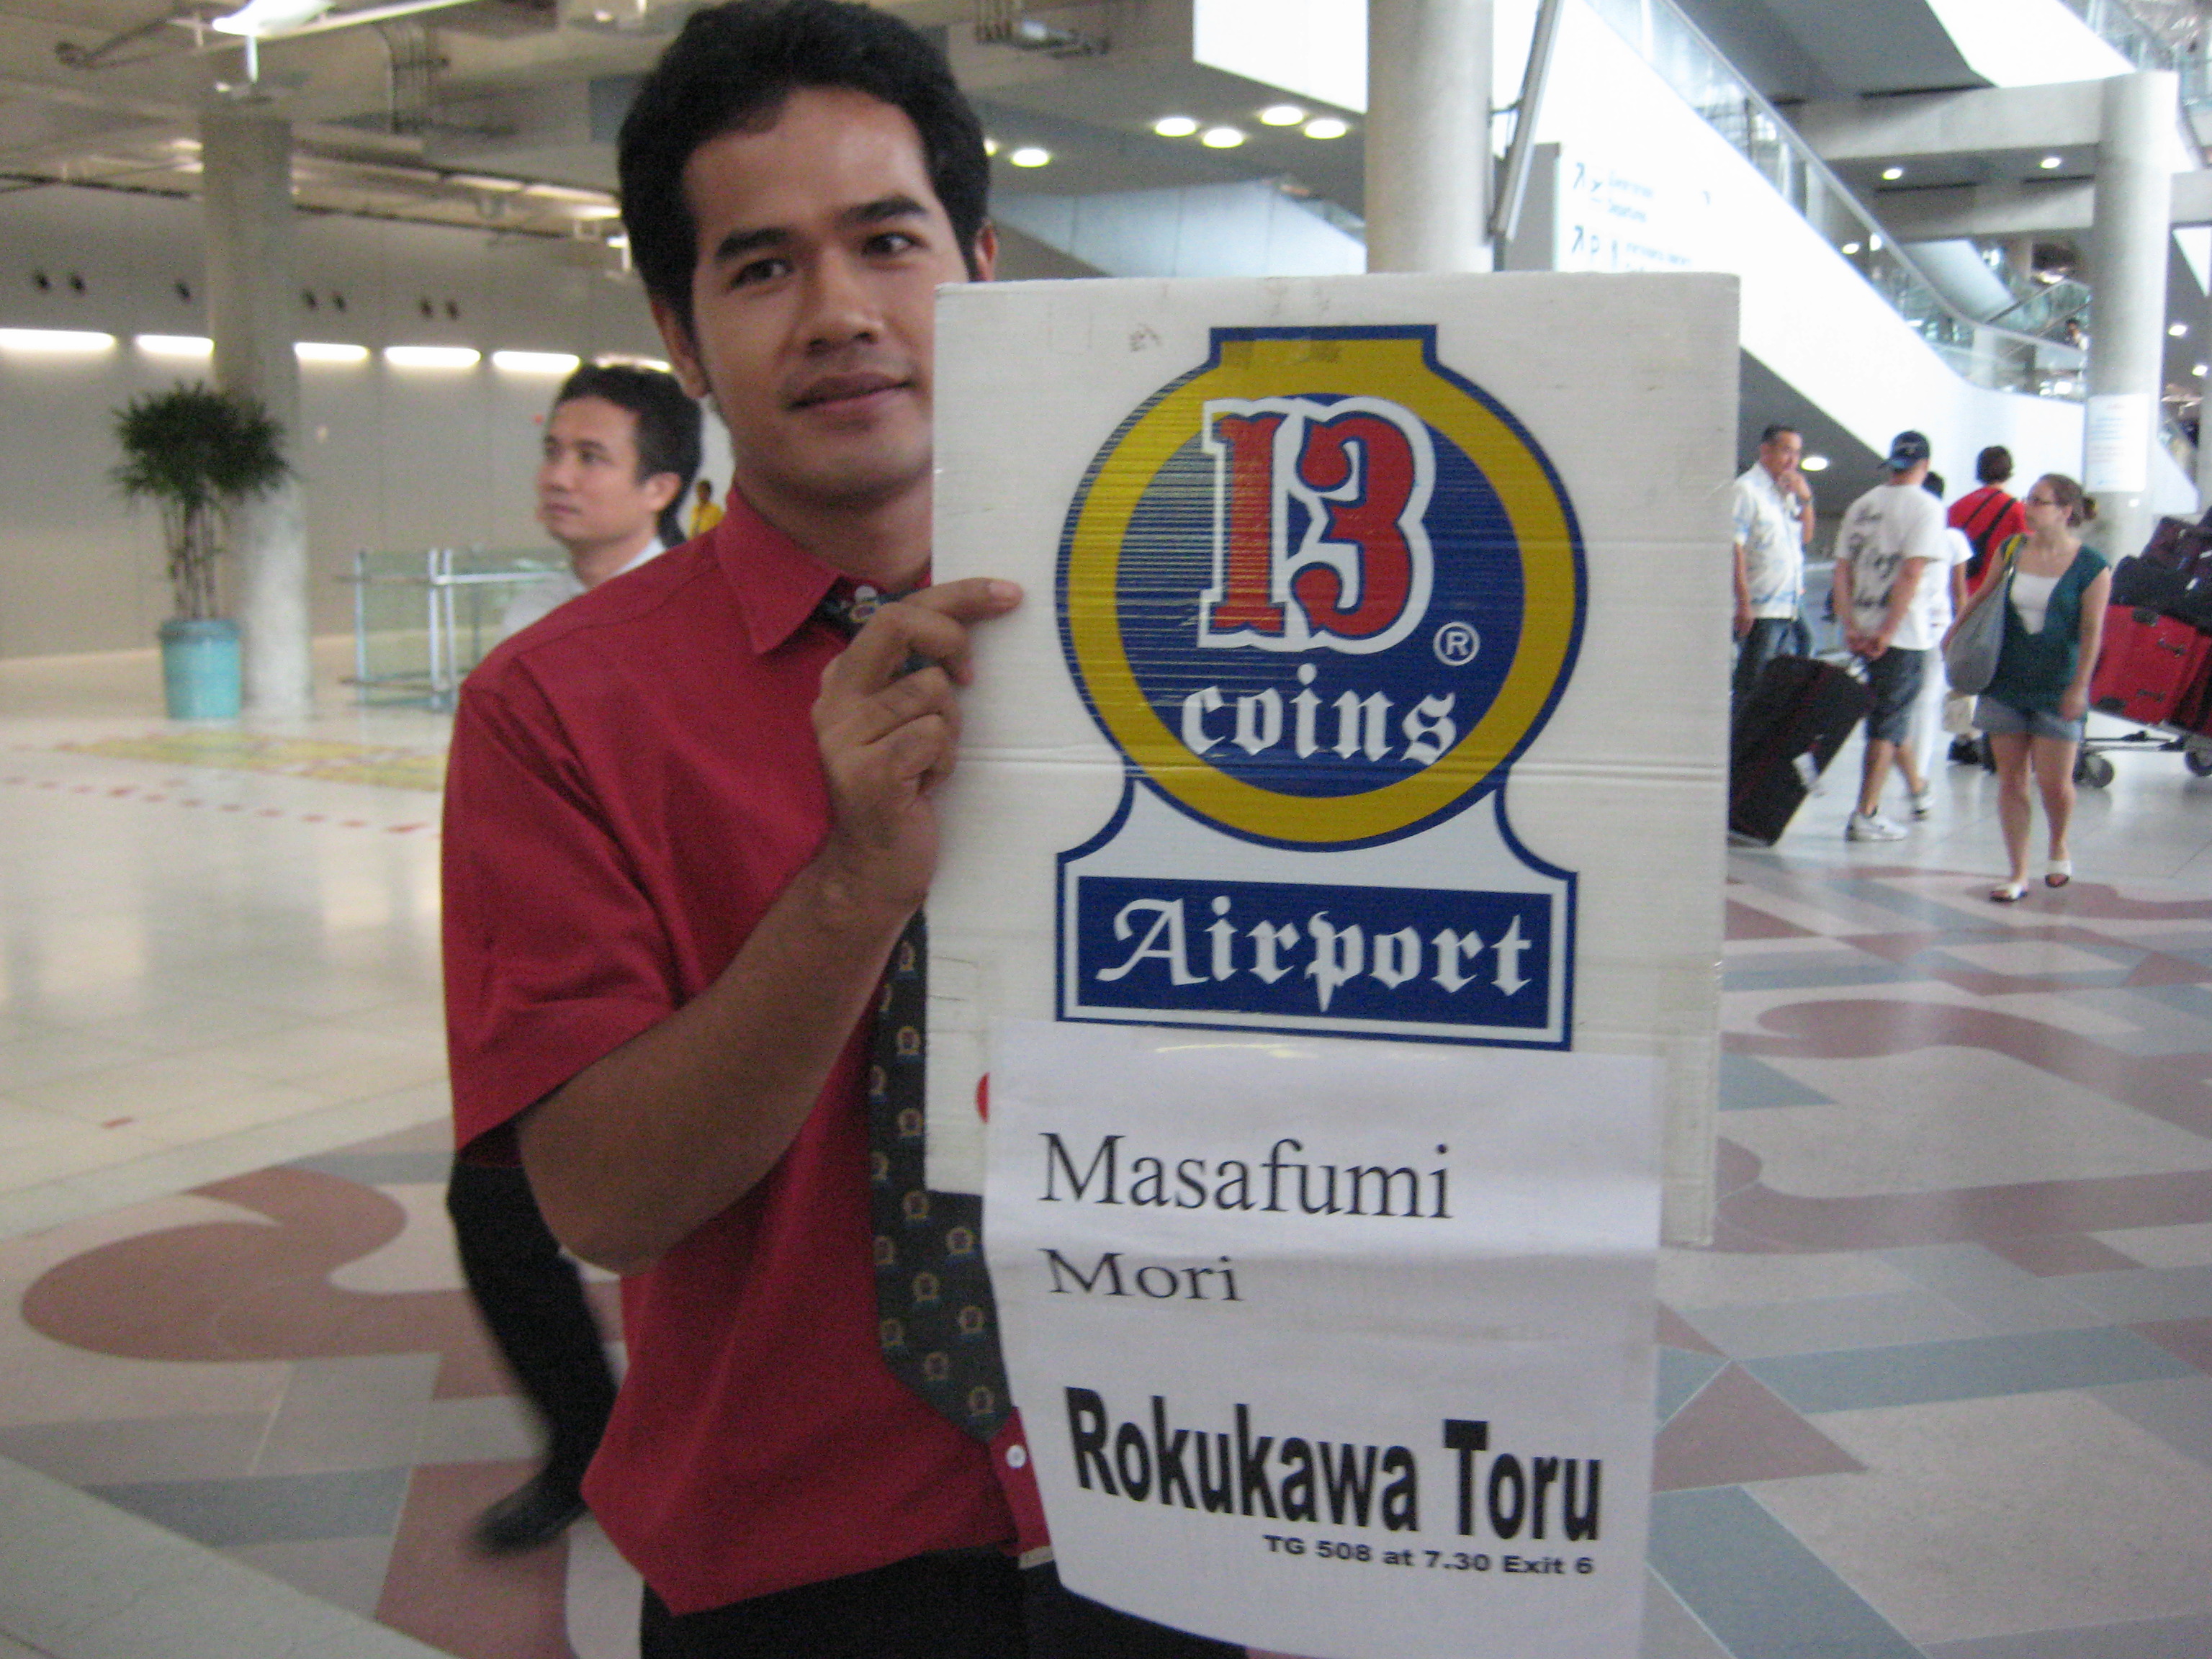 13
®
coins
Airport
Masafumi
Mori
Rokukawa Toru
TG 508 at 7.30 Exit 6